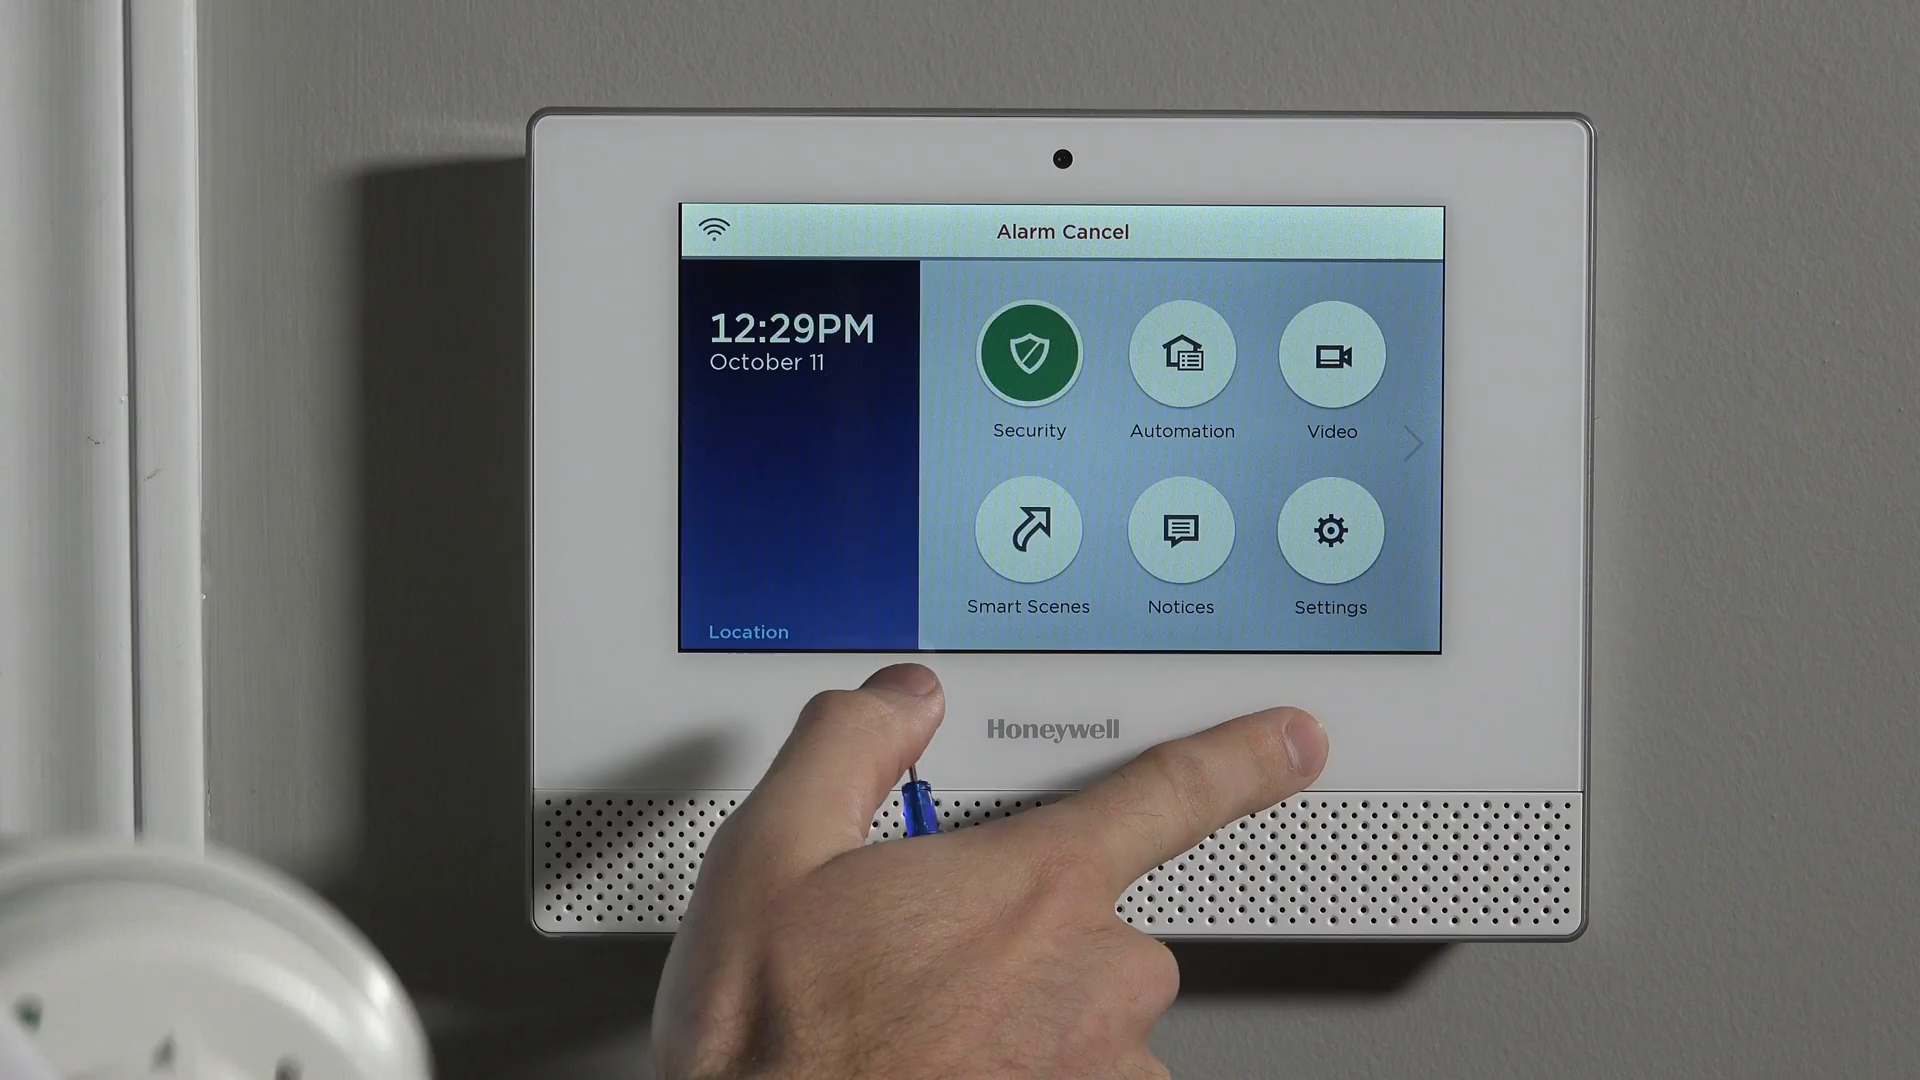 Alarm Cancel
12:29PM
October 11
Location
Security
Automation
Video
Smart Scenes
Notices
Settings
Honeywell